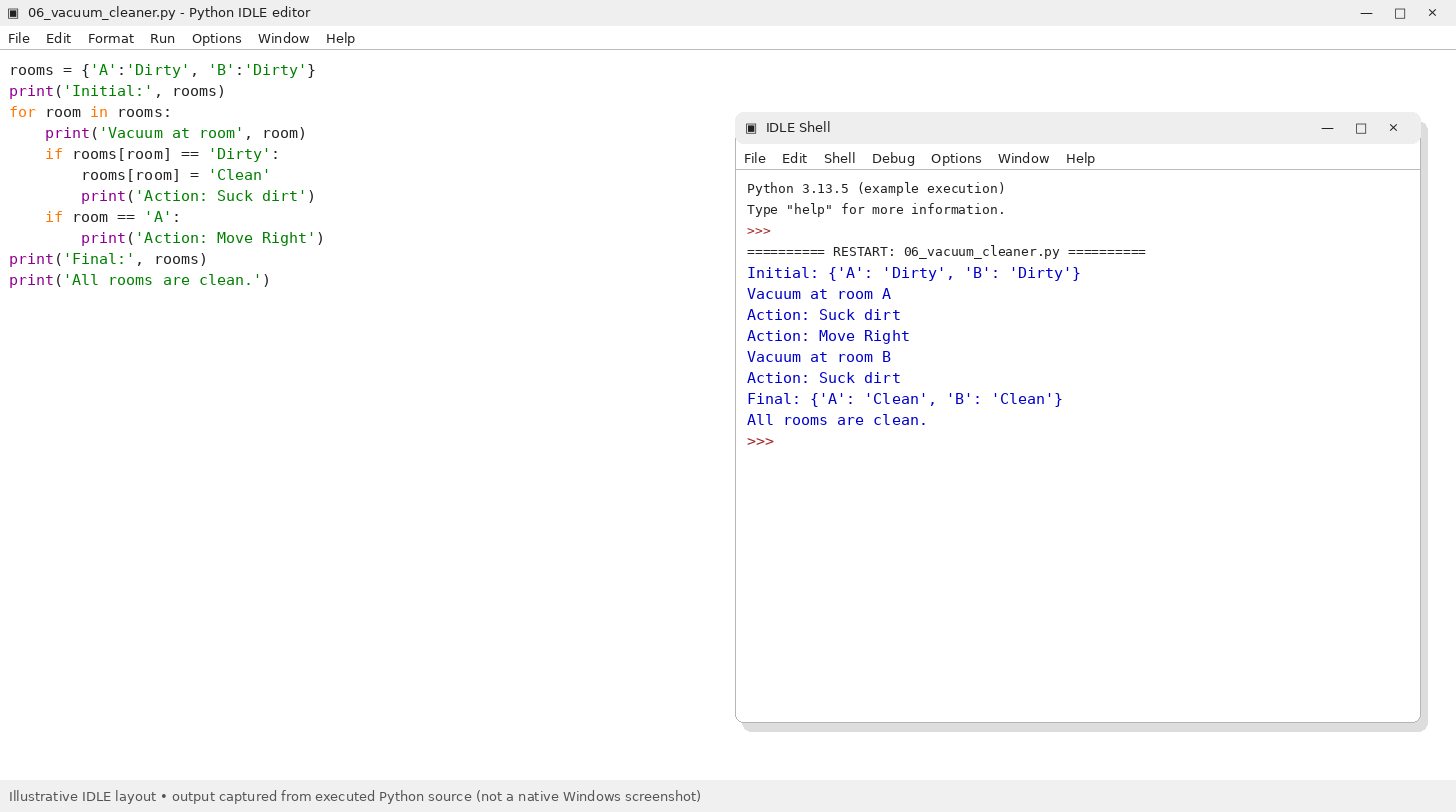 06_vacuum_cleaner.py - Python IDLE editor
File Edit Format Run Options Window Help
rooms = {'A':'Dirty', 'B':'Dirty'}
print('Initial:', rooms)
for room in rooms:
    print('Vacuum at room', room)
    if rooms[room] == 'Dirty':
        rooms[room] = 'Clean'
        print('Action: Suck dirt')
    if room == 'A':
        print('Action: Move Right')
print('Final:', rooms)
print('All rooms are clean.')
IDLE Shell
File Edit Shell Debug Options Window Help
Python 3.13.5 (example execution)
Type "help" for more information.
>>>
========== RESTART: 06_vacuum_cleaner.py ==========
Initial: {'A': 'Dirty', 'B': 'Dirty'}
Vacuum at room A
Action: Suck dirt
Action: Move Right
Vacuum at room B
Action: Suck dirt
Final: {'A': 'Clean', 'B': 'Clean'}
All rooms are clean.
>>>
Illustrative IDLE layout • output captured from executed Python source (not a native Windows screenshot)